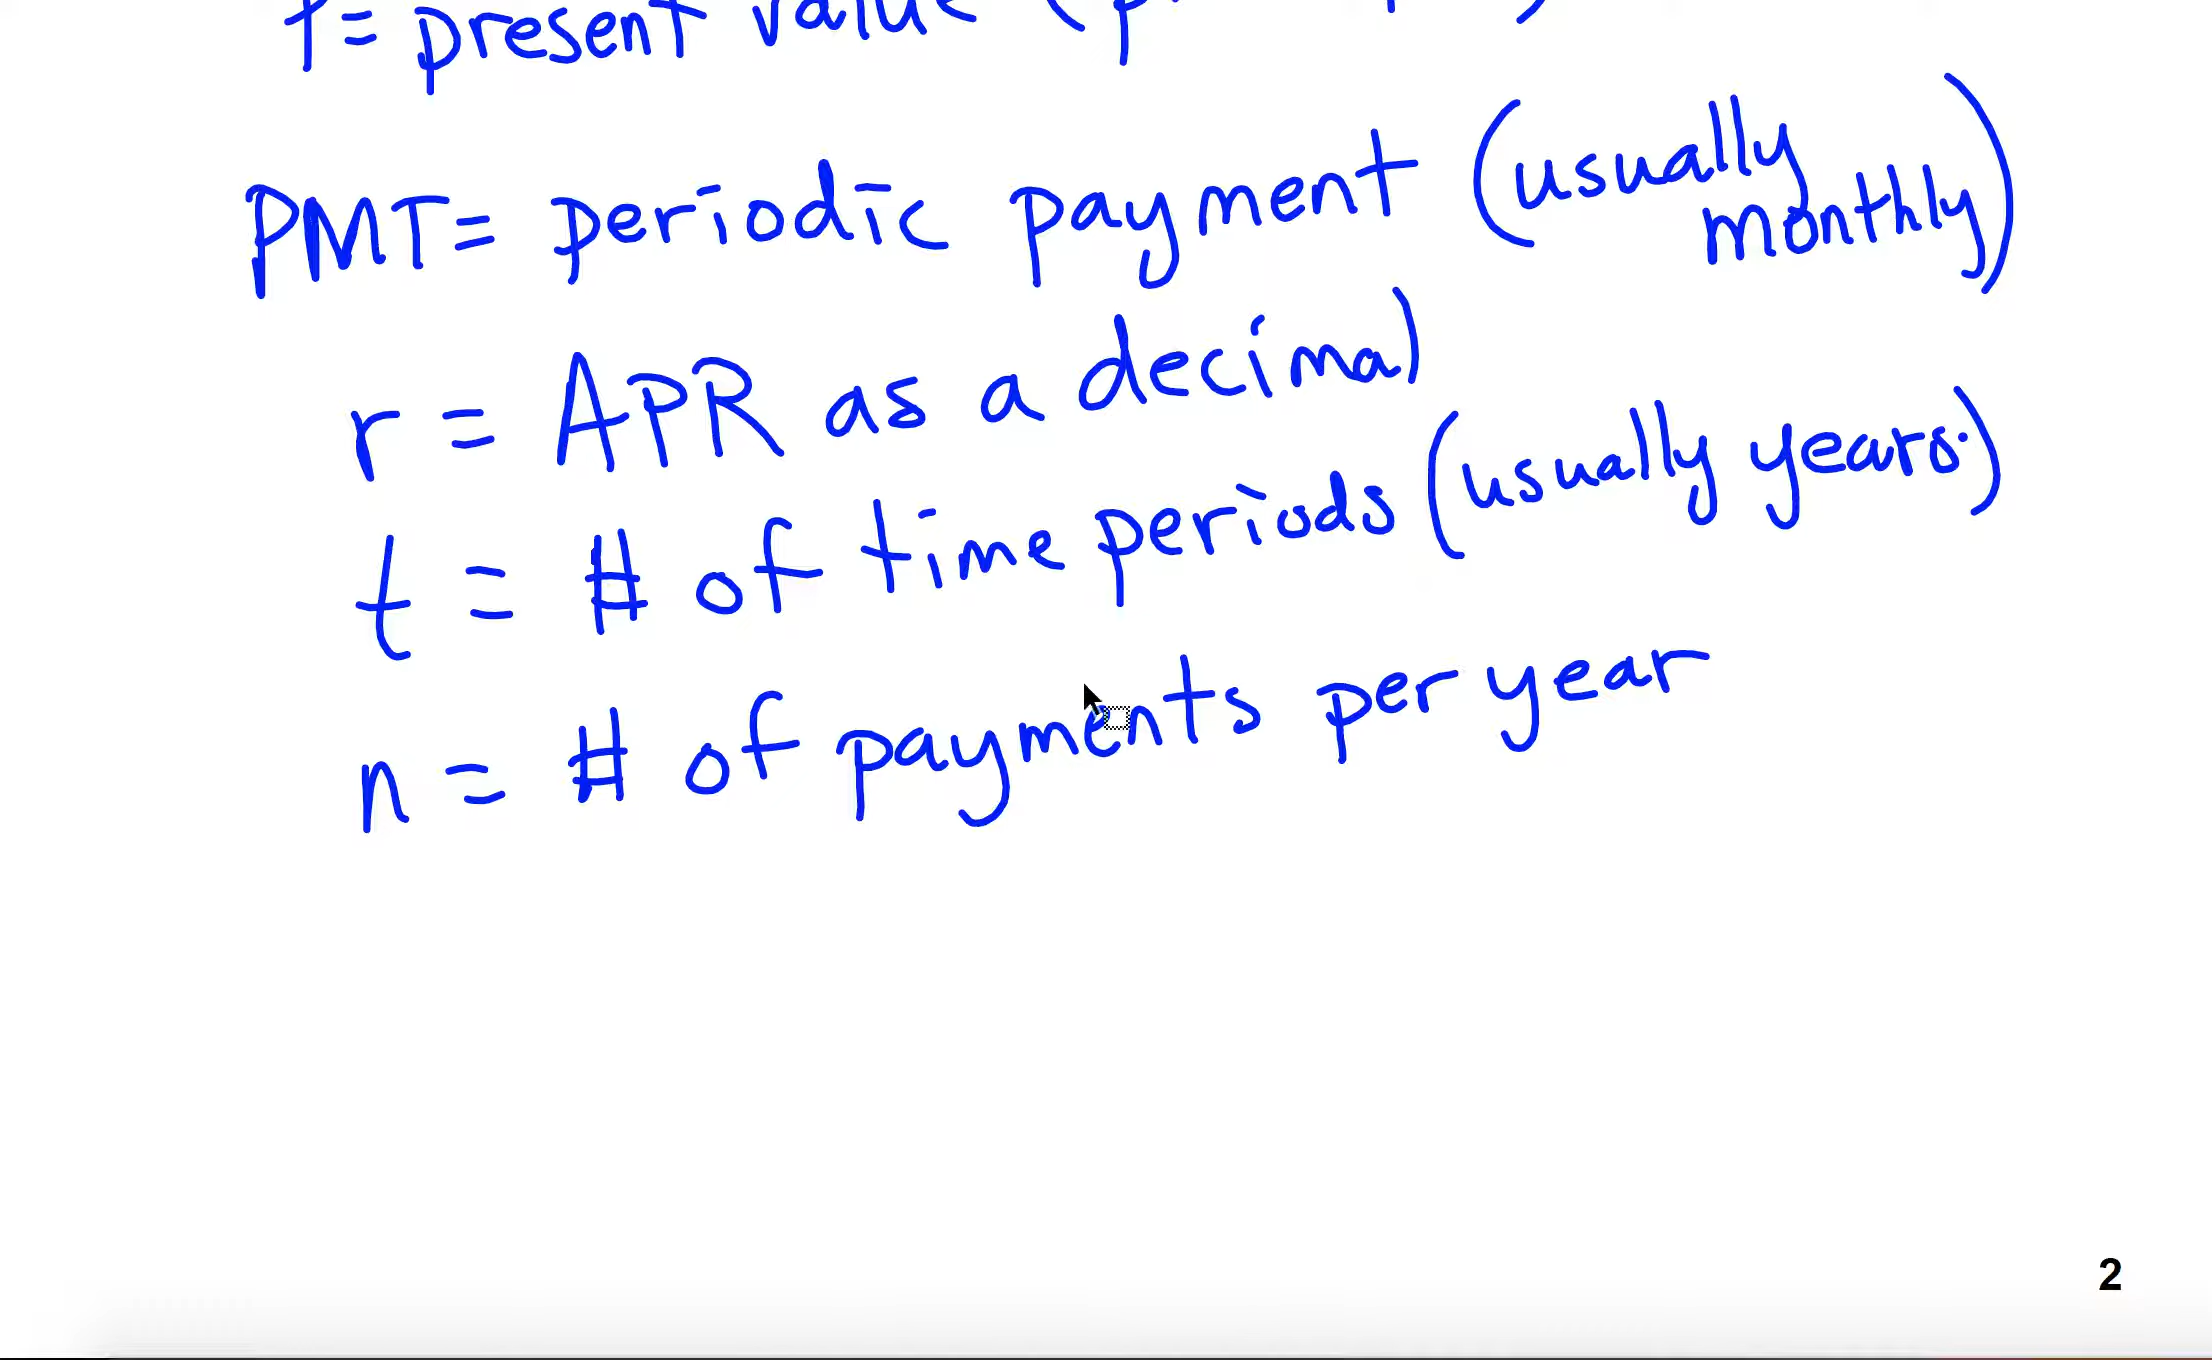 P= present value (
PMT= periodic payment (usually monthly)
r = APR as a decimal
t = # of time periods (usually years.)
n = # of payments per year
2